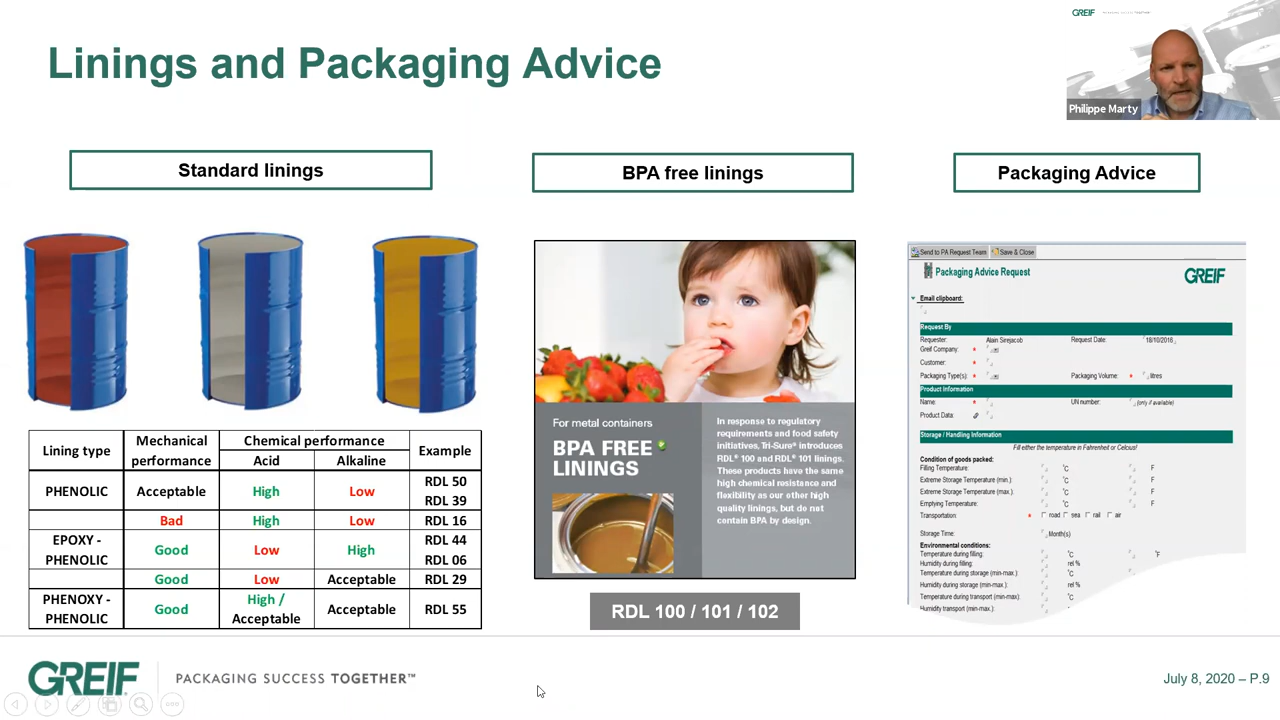 GREIF
Linings and Packaging Advice
Philippe Marty
Standard linings
BPA free linings
Packaging Advice
Lining type
Mechanical performance
Chemical performance
Acid
Alkaline
Example
PHENOLIC
Acceptable
High
Low
RDL 50
RDL 39
Bad
High
Low
RDL 16
EPOXY -
PHENOLIC
Good
Low
High
RDL 44
RDL 06
Good
Low
Acceptable
RDL 29
PHENOXY -
PHENOLIC
Good
High /
Acceptable
Acceptable
RDL 55
For metal containers
BPA FREE
LININGS
In response to regulatory
requirements and food safety
initiatives, Tri-Sure® introduces
RDL® 100 and RDL® 101 linings.
These products have the same
high chemical resistance and
flexibility as our other high
quality linings, but do not
contain BPA by design.
RDL 100 / 101 / 102
Send to PA Request Team Save & Close
Packaging Advice Request
GREIF
Email clipboard:
Request By
Requester: Alain Sirejacob Request Date: 18/10/2016
Greif Company: *
Customer: *
Packaging Type(s): * Packaging Volume: * litres
Product Information
Name: * UN number: (only if available)
Product Data:
Storage / Handling Information
Fill either the temperature in Fahrenheit or Celcius!
Condition of goods packed:
Filling Temperature: °C F
Extreme Storage Temperature (min.): °C F
Extreme Storage Temperature (max.): °C F
Emptying Temperature: °C F
Transportation: * road sea rail air
Storage Time: Month(s)
Environmental conditions:
Temperature during filling: °C °F
Humidity during filling: rel %
Temperature during storage (min-max.): °C
Humidity during storage (min-max.): rel %
Temperature during transport (min-max): °C
Humidity transport (min-max.): rel %
GREIF
PACKAGING SUCCESS TOGETHER™
July 8, 2020 – P.9